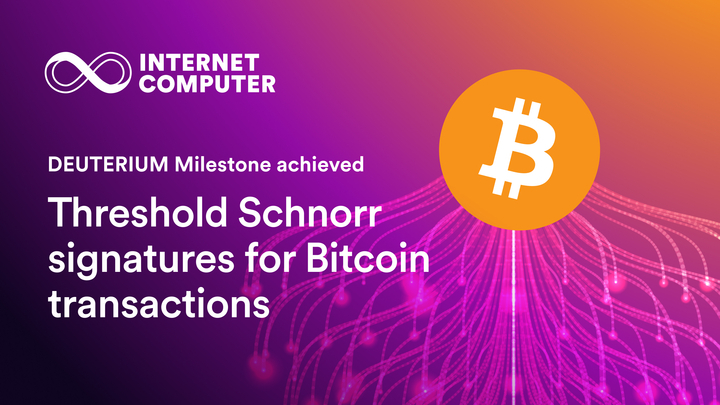 INTERNET
COMPUTER
DEUTERIUM Milestone achieved
Threshold Schnorr
signatures for Bitcoin
transactions